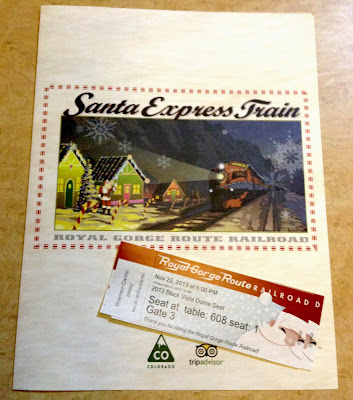 Santa Express Train
ROYAL GORGE ROUTE RAILROAD
Royal Gorge Route RAILROAD D
Nov 22, 2013 at 6:00 PM
2013 Black Vista Dome Seat
Seat at table: 608 seat: 1
Gate 3
Thank you for riding the Royal Gorge Route Railroad!
CO
COLORADO
tripadvisor